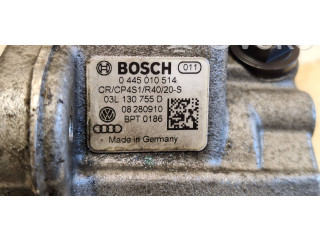 BOSCH 011
0 445 010 514
CR/CP4S1/R40/20-S
03L 130 755 D
08 280910
BPT 0186
Made in Germany